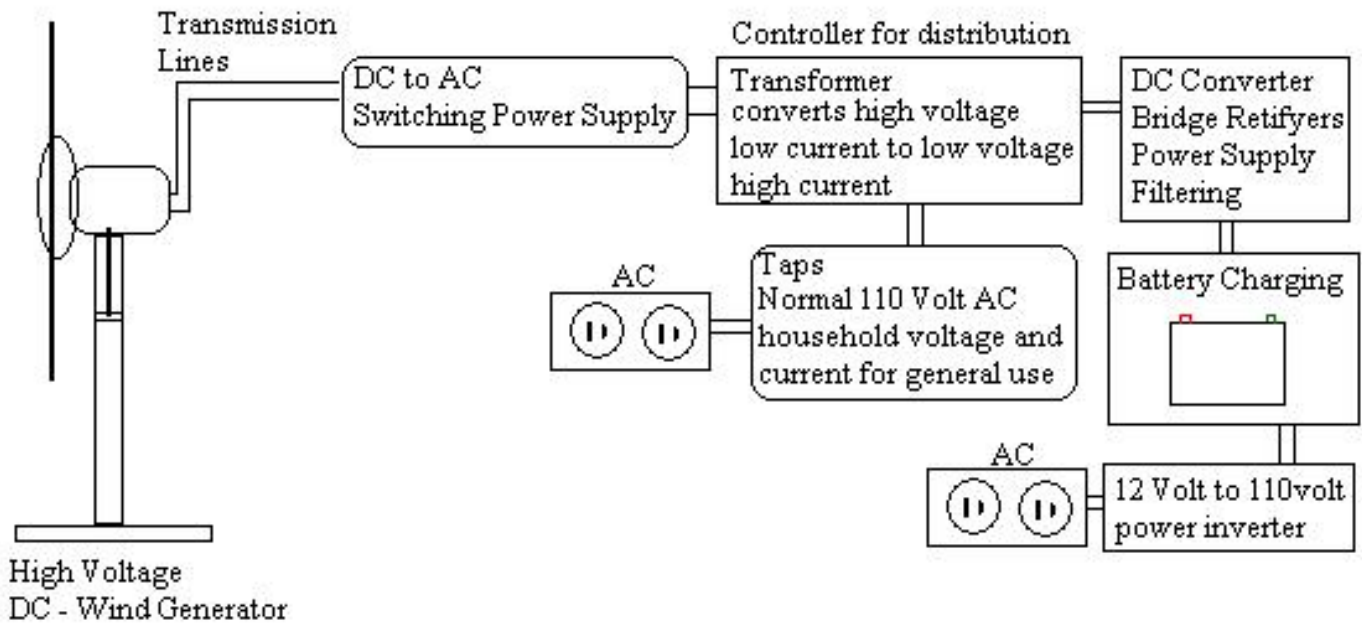 Transmission
Lines
DC to AC
Switching Power Supply
Controller for distribution
Transformer
converts high voltage
low current to low voltage
high current
DC Converter
Bridge Retifyers
Power Supply
Filtering
AC
Taps
Normal 110 Volt AC
household voltage and
current for general use
Battery Charging
AC
12 Volt to 110volt
power inverter
High Voltage
DC - Wind Generator